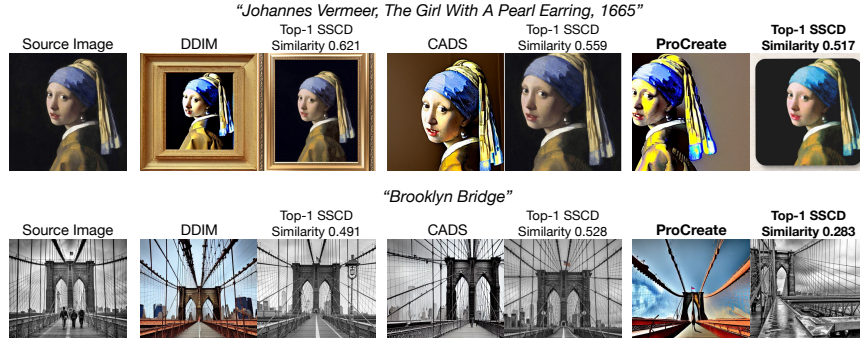 "Johannes Vermeer, The Girl With A Pearl Earring, 1665"
Source Image
DDIM
Top-1 SSCD
Similarity 0.621
CADS
Top-1 SSCD
Similarity 0.559
ProCreate
Top-1 SSCD
Similarity 0.517
"Brooklyn Bridge"
Source Image
DDIM
Top-1 SSCD
Similarity 0.491
CADS
Top-1 SSCD
Similarity 0.528
ProCreate
Top-1 SSCD
Similarity 0.283